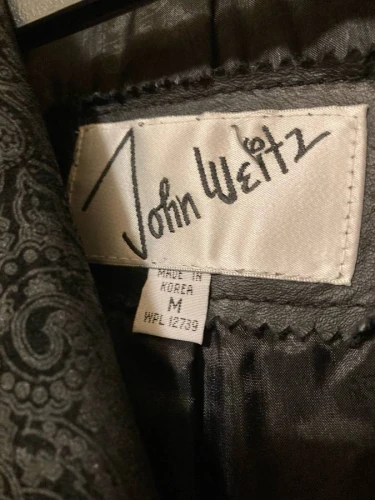 John Weitz
MADE IN
KOREA
M
WPL 12739